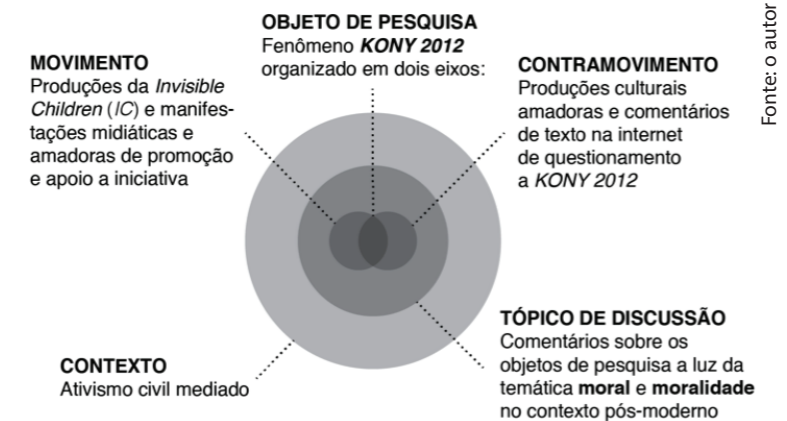 OBJETO DE PESQUISA
Fenômeno KONY 2012
organizado em dois eixos:
MOVIMENTO
Produções da Invisible
Children (IC) e manifes-
tações midiáticas e
amadoras de promoção
e apoio a iniciativa
CONTRAMOVIMENTO
Produções culturais
amadoras e comentários
de texto na internet
de questionamento
a KONY 2012
CONTEXTO
Ativismo civil mediado
TÓPICO DE DISCUSSÃO
Comentários sobre os
objetos de pesquisa a luz da
temática moral e moralidade
no contexto pós-moderno
Fonte: o autor